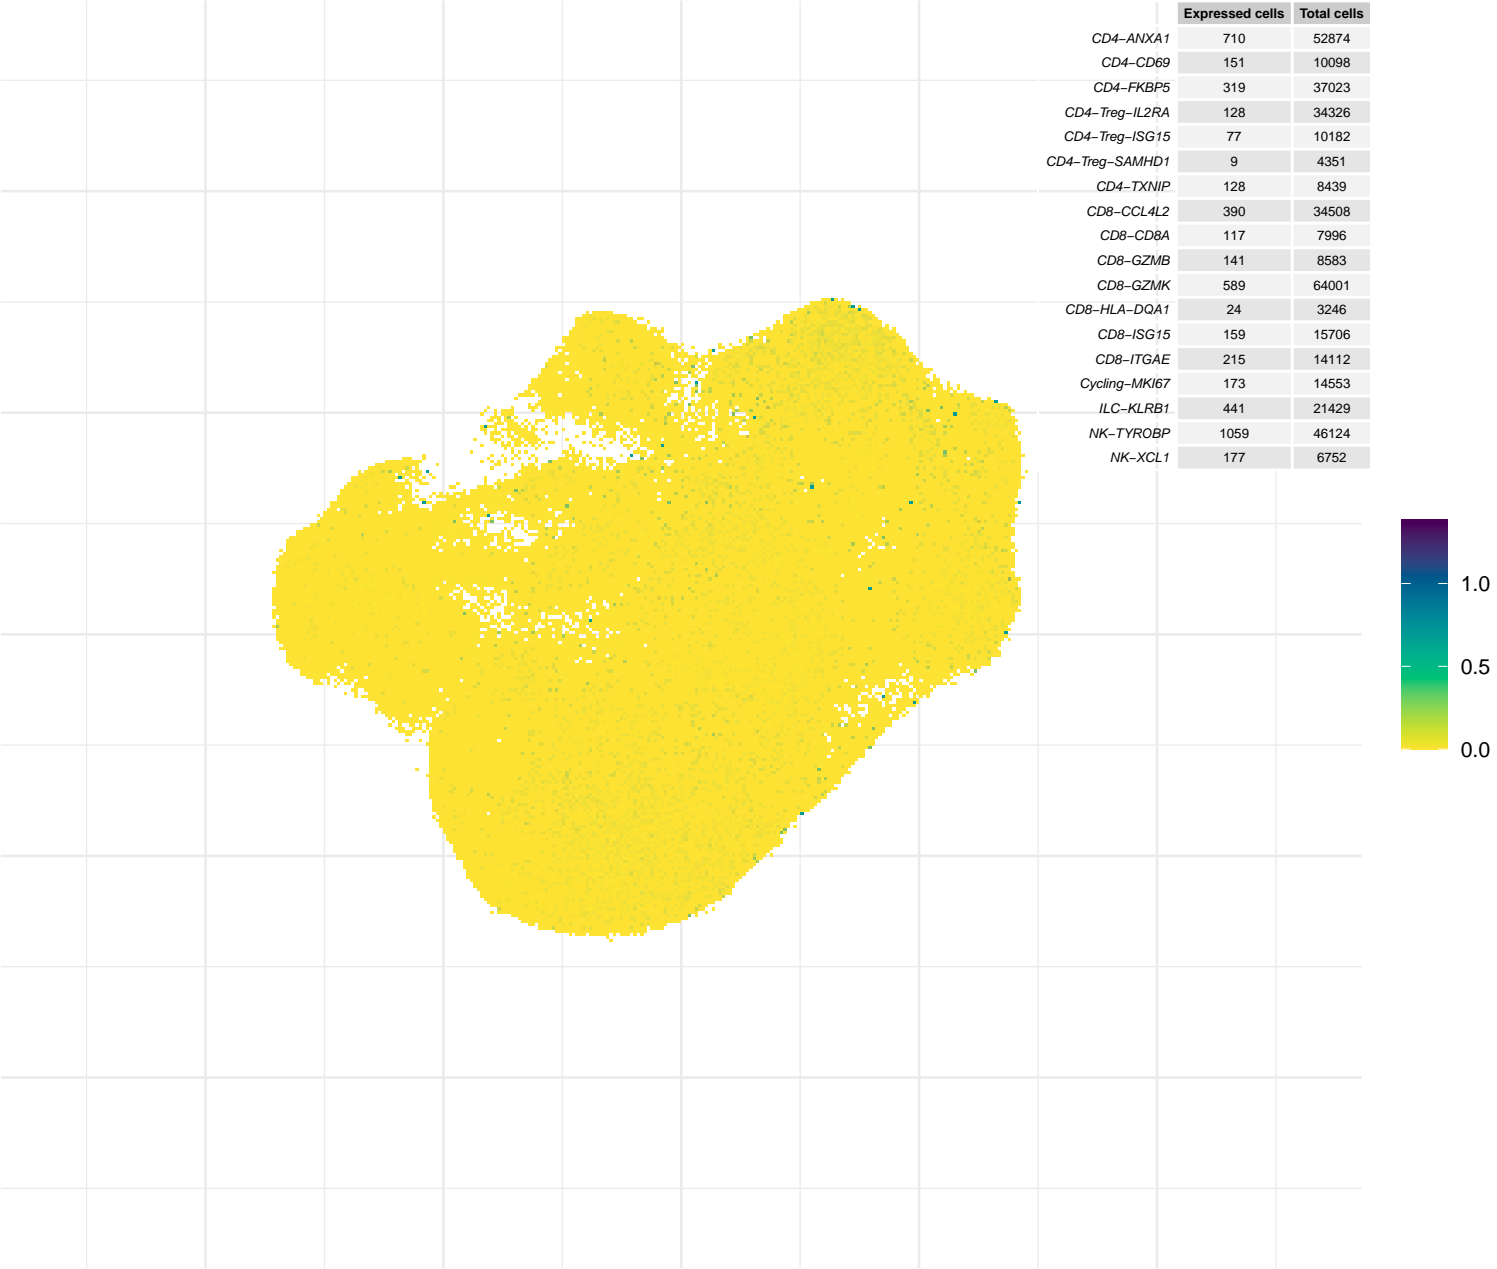 Expressed cells Total cells
CD4−ANXA1 710 52874
CD4−CD69 151 10098
CD4−FKBP5 319 37023
CD4−Treg−IL2RA 128 34326
CD4−Treg−ISG15 77 10182
CD4−Treg−SAMHD1 9 4351
CD4−TXNIP 128 8439
CD8−CCL4L2 390 34508
CD8−CD8A 117 7996
CD8−GZMB 141 8583
CD8−GZMK 589 64001
CD8−HLA−DQA1 24 3246
CD8−ISG15 159 15706
CD8−ITGAE 215 14112
Cycling−MKI67 173 14553
ILC−KLRB1 441 21429
NK−TYROBP 1059 46124
NK−XCL1 177 6752
1.0
0.5
0.0